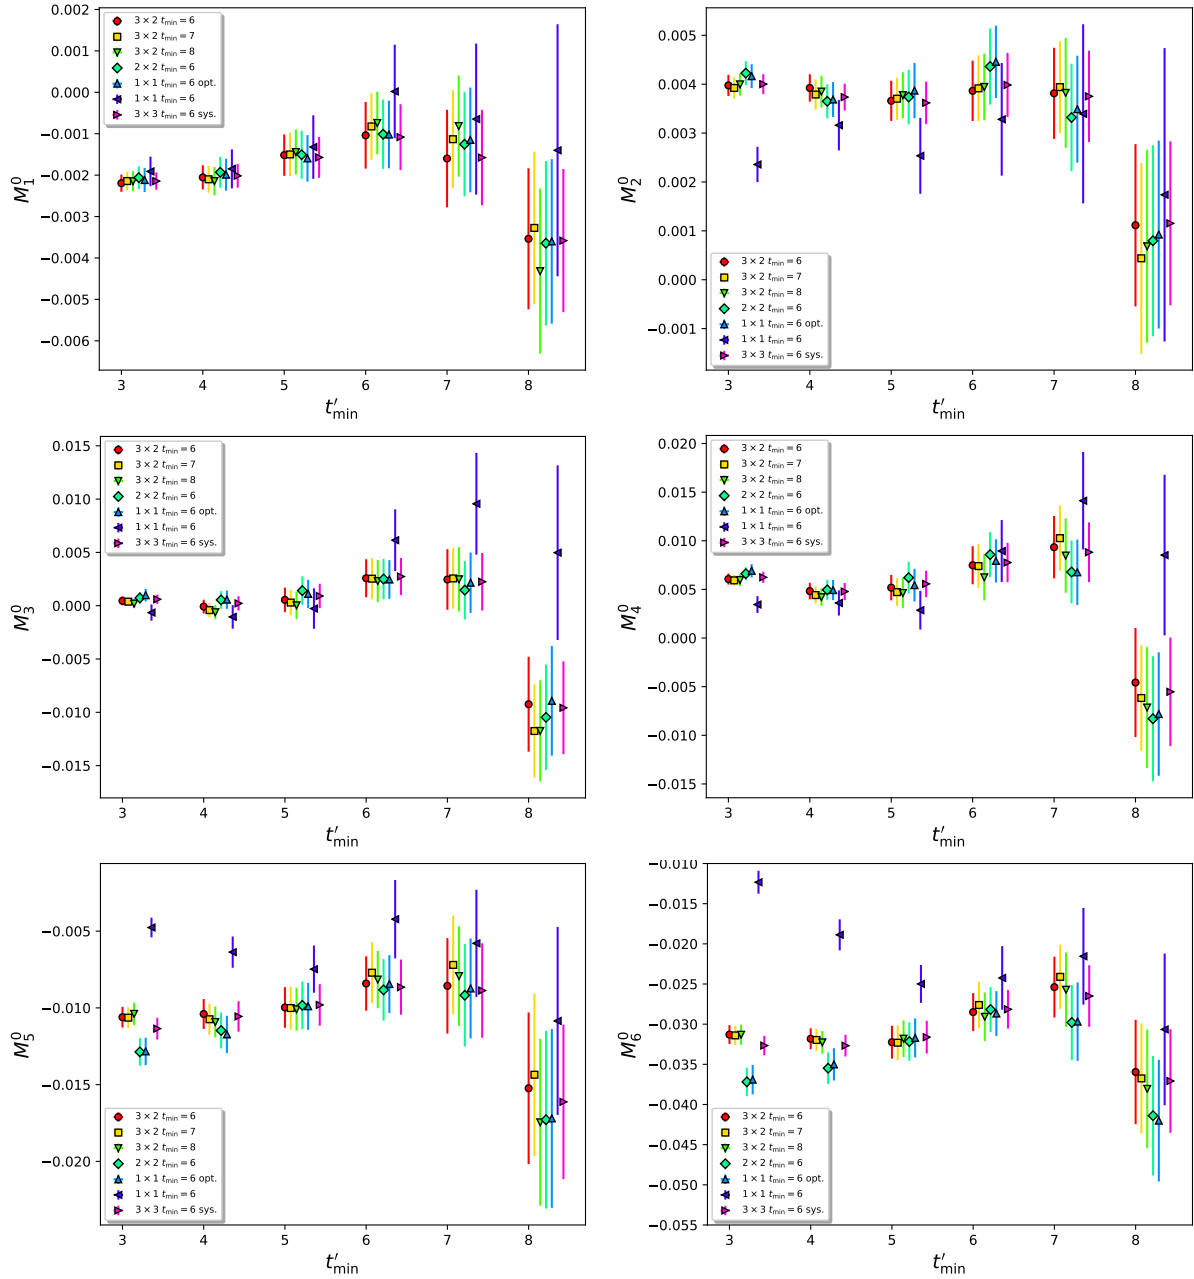 0.002
0.001
0.000
−0.001
−0.002
−0.003
−0.004
−0.005
−0.006
M₁⁰
3 × 2 t_min = 6
3 × 2 t_min = 7
3 × 2 t_min = 8
2 × 2 t_min = 6
1 × 1 t_min = 6 opt.
1 × 1 t_min = 6
3 × 3 t_min = 6 sys.
3 4 5 6 7 8
t′_min
0.005
0.004
0.003
0.002
0.001
0.000
−0.001
M₂⁰
3 × 2 t_min = 6
3 × 2 t_min = 7
3 × 2 t_min = 8
2 × 2 t_min = 6
1 × 1 t_min = 6 opt.
1 × 1 t_min = 6
3 × 3 t_min = 6 sys.
3 4 5 6 7 8
t′_min
0.015
0.010
0.005
0.000
−0.005
−0.010
−0.015
M₃⁰
3 × 2 t_min = 6
3 × 2 t_min = 7
3 × 2 t_min = 8
2 × 2 t_min = 6
1 × 1 t_min = 6 opt.
1 × 1 t_min = 6
3 × 3 t_min = 6 sys.
3 4 5 6 7 8
t′_min
0.020
0.015
0.010
0.005
0.000
−0.005
−0.010
−0.015
M₄⁰
3 × 2 t_min = 6
3 × 2 t_min = 7
3 × 2 t_min = 8
2 × 2 t_min = 6
1 × 1 t_min = 6 opt.
1 × 1 t_min = 6
3 × 3 t_min = 6 sys.
3 4 5 6 7 8
t′_min
−0.005
−0.010
−0.015
−0.020
M₅⁰
3 × 2 t_min = 6
3 × 2 t_min = 7
3 × 2 t_min = 8
2 × 2 t_min = 6
1 × 1 t_min = 6 opt.
1 × 1 t_min = 6
3 × 3 t_min = 6 sys.
3 4 5 6 7 8
t′_min
−0.010
−0.015
−0.020
−0.025
−0.030
−0.035
−0.040
−0.045
−0.050
−0.055
M₆⁰
3 × 2 t_min = 6
3 × 2 t_min = 7
3 × 2 t_min = 8
2 × 2 t_min = 6
1 × 1 t_min = 6 opt.
1 × 1 t_min = 6
3 × 3 t_min = 6 sys.
3 4 5 6 7 8
t′_min